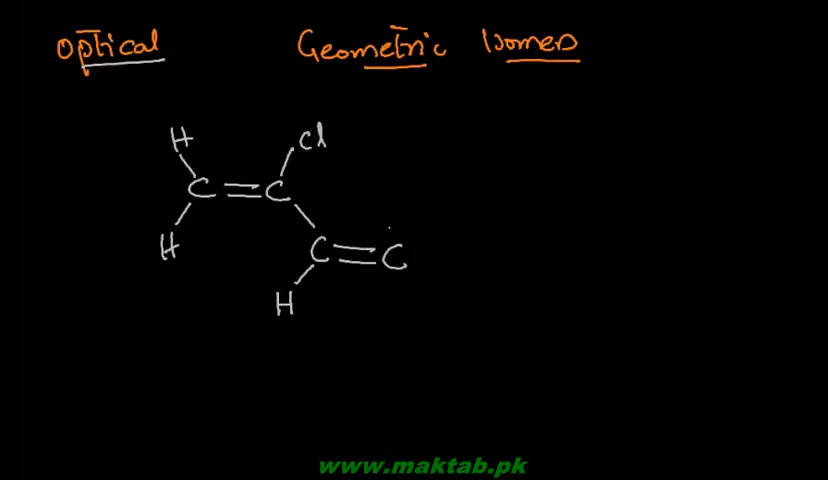 Optical Geometric Isomers
H Cl
C = C
H C = C
H
www.maktab.pk